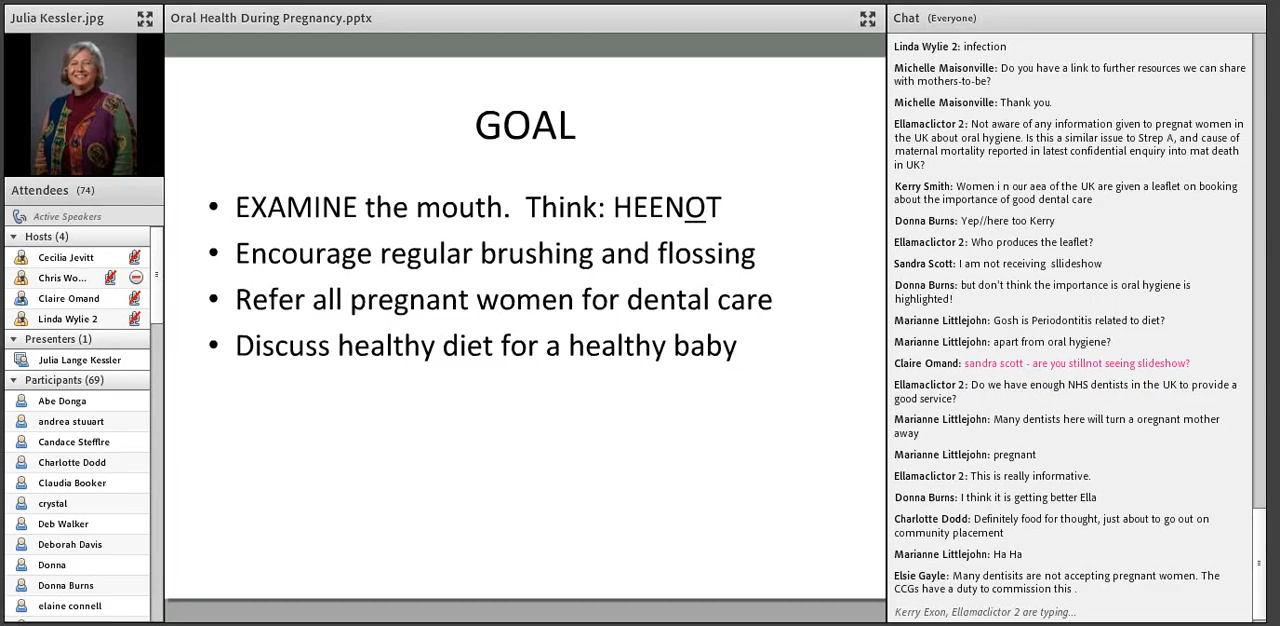 Julia Kessler.jpg
Attendees (74)
Active Speakers
Hosts (4)
Cecilia Jevitt
Chris Wo...
Claire Omand
Linda Wylie 2
Presenters (1)
Julia Lange Kessler
Participants (69)
Abe Donga
andrea stuuart
Candace Stefflre
Charlotte Dodd
Claudia Booker
crystal
Deb Walker
Deborah Davis
Donna
Donna Burns
elaine connell
Oral Health During Pregnancy.pptx
GOAL
• EXAMINE the mouth. Think: HEENOT
• Encourage regular brushing and flossing
• Refer all pregnant women for dental care
• Discuss healthy diet for a healthy baby
Chat (Everyone)
Linda Wylie 2: infection
Michelle Maisonville: Do you have a link to further resources we can share
with mothers-to-be?
Michelle Maisonville: Thank you.
Ellamaclictor 2: Not aware of any information given to pregnat women in
the UK about oral hygiene. Is this a similar issue to Strep A, and cause of
maternal mortality reported in latest confidential enquiry into mat death
in UK?
Kerry Smith: Women i n our aea of the UK are given a leaflet on booking
about the importance of good dental care
Donna Burns: Yep//here too Kerry
Ellamaclictor 2: Who produces the leaflet?
Sandra Scott: I am not receiving sllideshow
Donna Burns: but don't think the importance is oral hygiene is
highlighted!
Marianne Littlejohn: Gosh is Periodontitis related to diet?
Marianne Littlejohn: apart from oral hygiene?
Claire Omand: sandra scott - are you stillnot seeing slideshow?
Ellamaclictor 2: Do we have enough NHS dentists in the UK to provide a
good service?
Marianne Littlejohn: Many dentists here will turn a oregnant mother
away
Marianne Littlejohn: pregnant
Ellamaclictor 2: This is really informative.
Donna Burns: I think it is getting better Ella
Charlotte Dodd: Definitely food for thought, just about to go out on
community placement
Marianne Littlejohn: Ha Ha
Elsie Gayle: Many dentisits are not accepting pregnant women. The
CCGs have a duty to commission this .
Kerry Exon, Ellamaclictor 2 are typing...